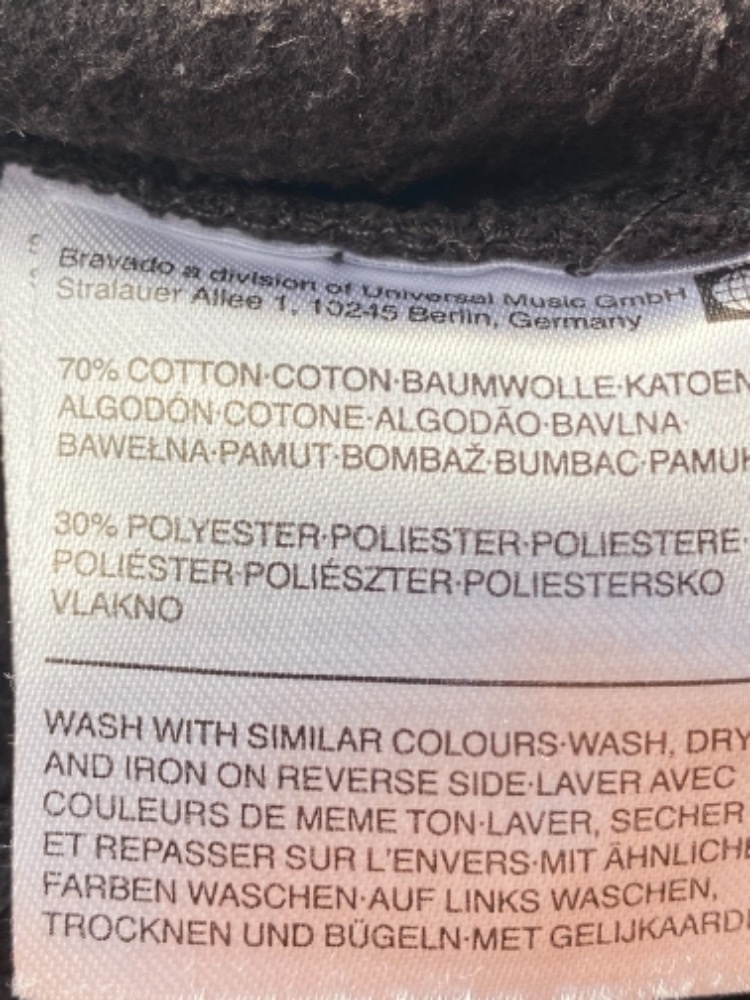 Bravado a division of Universal Music GmbH
Stralauer Allee 1, 10245 Berlin, Germany
70% COTTON·COTON·BAUMWOLLE·KATOEN
ALGODÓN·COTONE·ALGODÃO·BAVLNA·
BAWEŁNA·PAMUT·BOMBAŽ·BUMBAC·PAMUK
30% POLYESTER·POLIESTER·POLIESTERE·
POLIÉSTER·POLIÉSZTER·POLIESTERSKO
VLAKNO
WASH WITH SIMILAR COLOURS·WASH, DRY
AND IRON ON REVERSE SIDE·LAVER AVEC
COULEURS DE MEME TON·LAVER, SECHER
ET REPASSER SUR L'ENVERS·MIT ÄHNLICHE
FARBEN WASCHEN·AUF LINKS WASCHEN,
TROCKNEN UND BÜGELN·MET GELIJKAARD